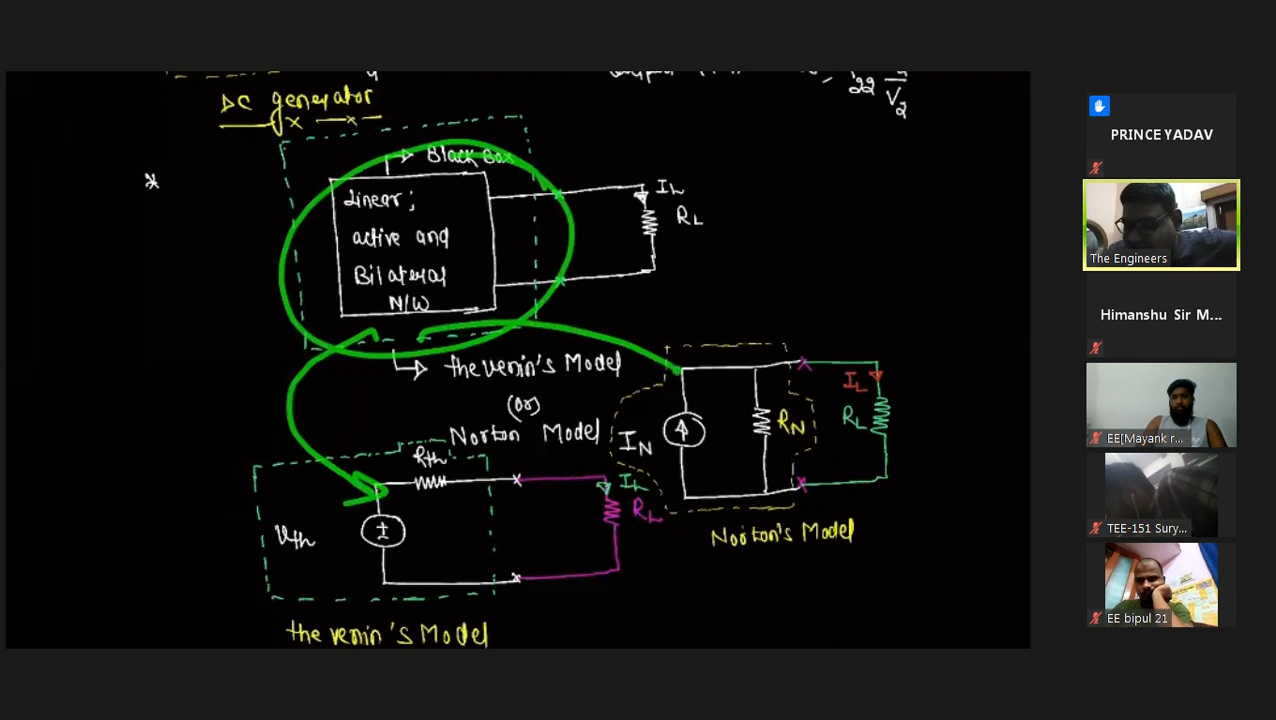 22
V2
DC generator
*
Black Box
Linear;
active and
Bilateral
N/W
IL
RL
thevenin's Model
(or)
Norton Model
Rth
Vth
IL
RL
thevenin's Model
IN
RN
IL
RL
Norton's Model
PRINCE YADAV
The Engineers
Himanshu Sir M...
EE[Mayank r...
TEE-151 Sury...
EE bipul 21